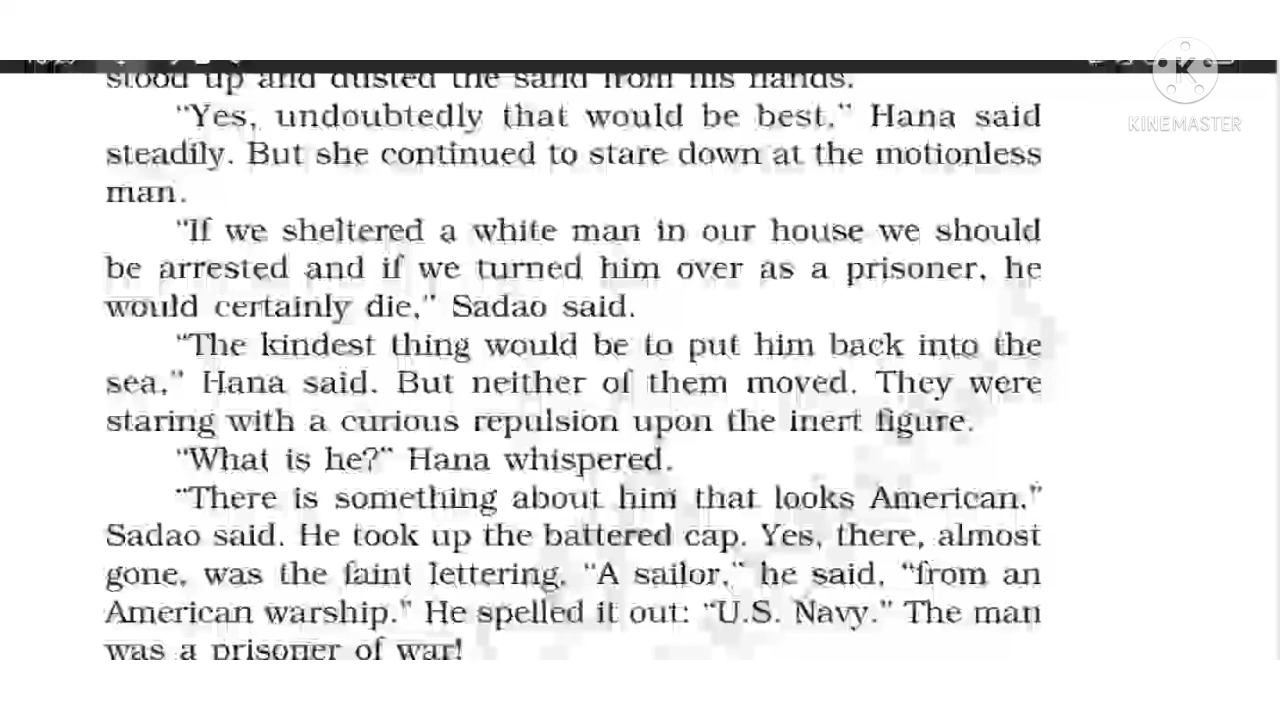 stood up and dusted the sand from his hands.
KINEMASTER
"Yes, undoubtedly that would be best," Hana said
steadily. But she continued to stare down at the motionless
man.
"If we sheltered a white man in our house we should
be arrested and if we turned him over as a prisoner, he
would certainly die," Sadao said.
"The kindest thing would be to put him back into the
sea," Hana said. But neither of them moved. They were
staring with a curious repulsion upon the inert figure.
"What is he?" Hana whispered.
"There is something about him that looks American,"
Sadao said. He took up the battered cap. Yes, there, almost
gone, was the faint lettering. "A sailor," he said, "from an
American warship." He spelled it out: "U.S. Navy." The man
was a prisoner of war!